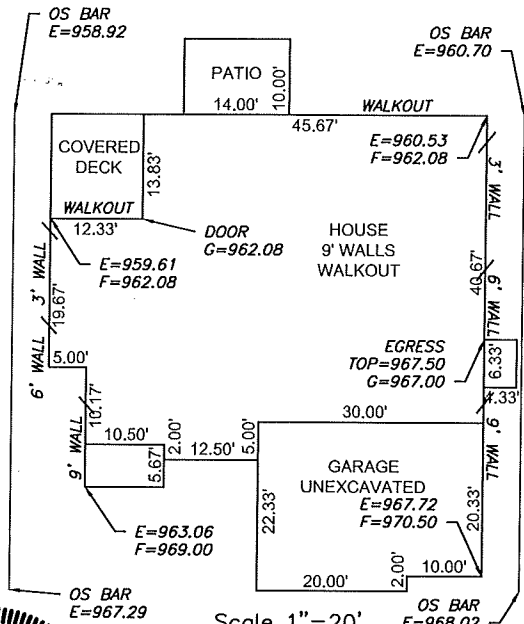 OS BAR
E=958.92
OS BAR
E=960.70
PATIO
10.00'
14.00'
WALKOUT
45.67'
COVERED
DECK
13.83'
E=960.53
F=962.08
3' WALL
WALKOUT
12.33'
DOOR
G=962.08
HOUSE
9' WALLS
WALKOUT
E=959.61
F=962.08
3' WALL
19.67'
40.67'
6' WALL
6' WALL
5.00'
EGRESS
TOP=967.50
G=967.00
6.33'
4.33'
10.17'
9' WALL
10.50'
2.00'
12.50'
5.00'
30.00'
9' WALL
5.67'
GARAGE
UNEXCAVATED
E=967.72
F=970.50
22.33'
20.33'
E=963.06
F=969.00
10.00'
2.00'
20.00'
OS BAR
E=967.29
Scale 1"=20'
OS BAR
E=968.02